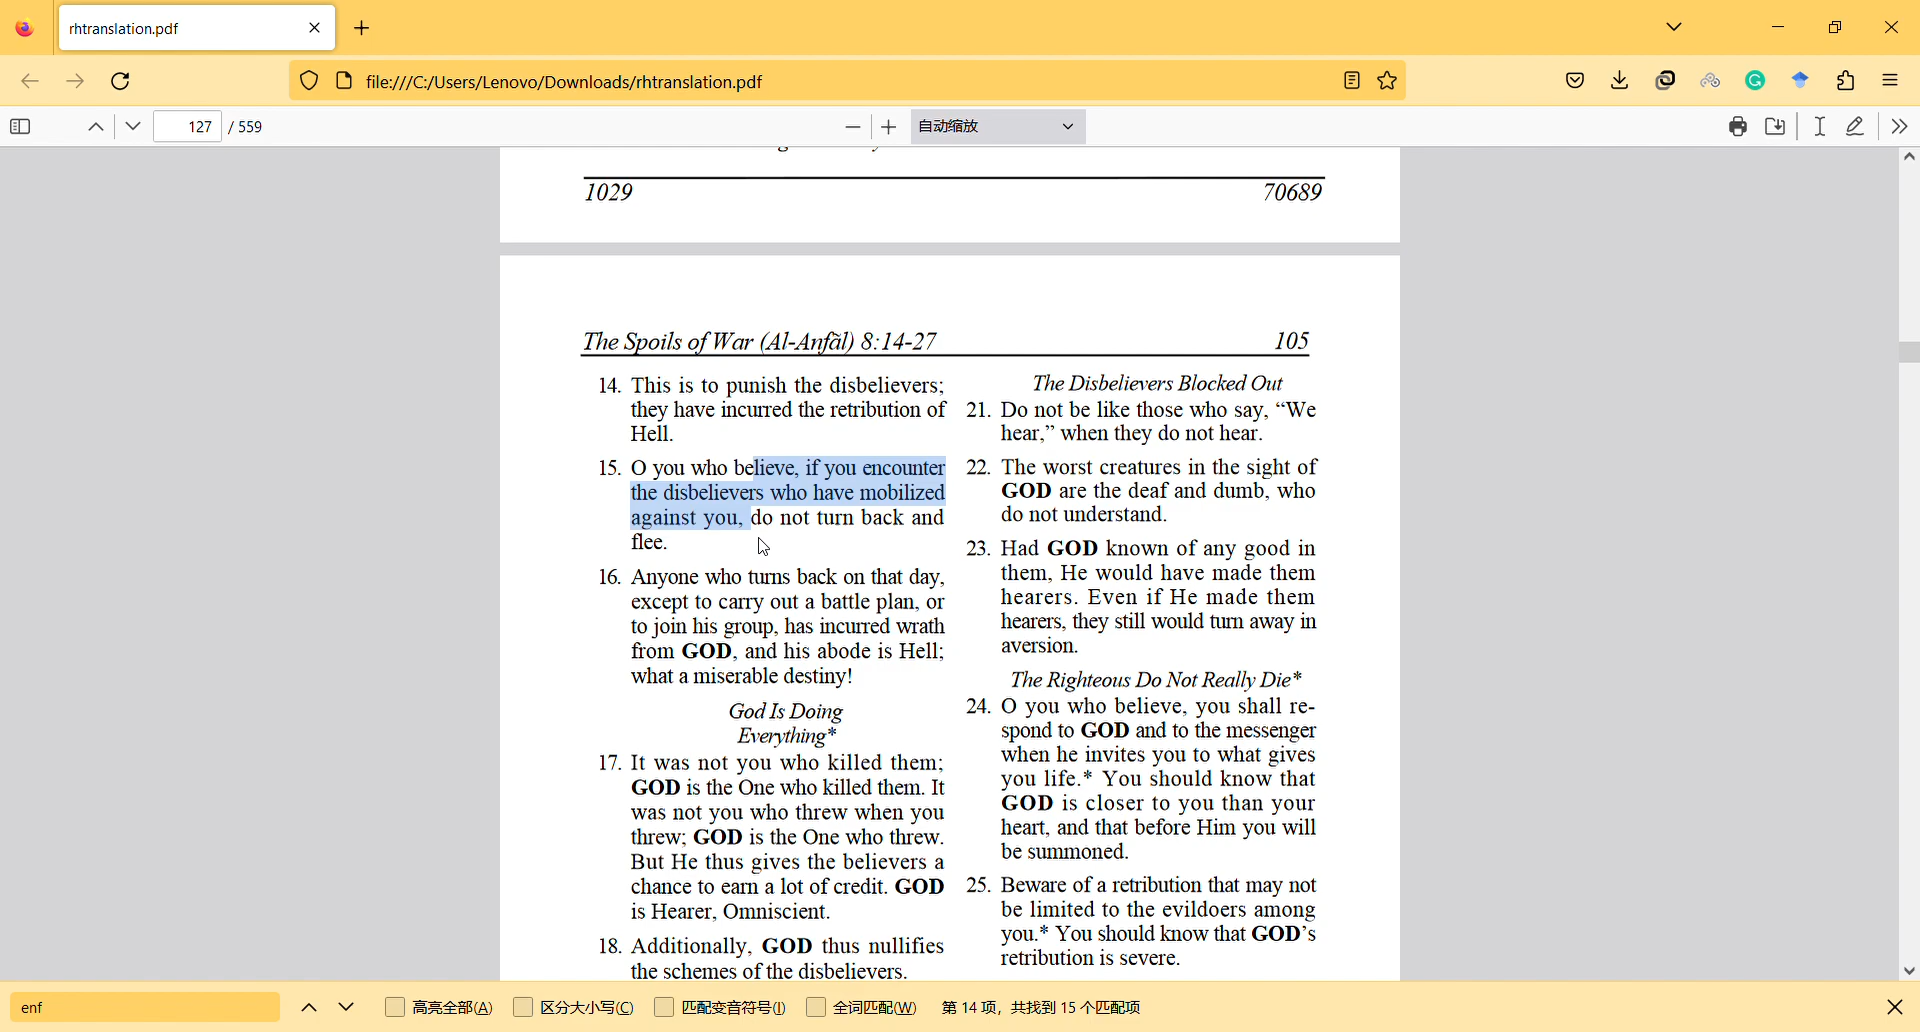 rhtranslation.pdf
file:///C:/Users/Lenovo/Downloads/rhtranslation.pdf
127 / 559
自动缩放
1029 70689
The Spoils of War (Al-Anfãl) 8:14-27 105
14. This is to punish the disbelievers;
they have incurred the retribution of
Hell.
15. O you who believe, if you encounter
the disbelievers who have mobilized
against you, do not turn back and
flee.
16. Anyone who turns back on that day,
except to carry out a battle plan, or
to join his group, has incurred wrath
from GOD, and his abode is Hell;
what a miserable destiny!
God Is Doing
Everything*
17. It was not you who killed them;
GOD is the One who killed them. It
was not you who threw when you
threw; GOD is the One who threw.
But He thus gives the believers a
chance to earn a lot of credit. GOD
is Hearer, Omniscient.
18. Additionally, GOD thus nullifies
the schemes of the disbelievers.
The Disbelievers Blocked Out
21. Do not be like those who say, “We
hear,” when they do not hear.
22. The worst creatures in the sight of
GOD are the deaf and dumb, who
do not understand.
23. Had GOD known of any good in
them, He would have made them
hearers. Even if He made them
hearers, they still would turn away in
aversion.
The Righteous Do Not Really Die*
24. O you who believe, you shall re-
spond to GOD and to the messenger
when he invites you to what gives
you life.* You should know that
GOD is closer to you than your
heart, and that before Him you will
be summoned.
25. Beware of a retribution that may not
be limited to the evildoers among
you.* You should know that GOD’s
retribution is severe.
enf 高亮全部(A) 区分大小写(C) 匹配变音符号(I) 全词匹配(W) 第 14 项，共找到 15 个匹配项